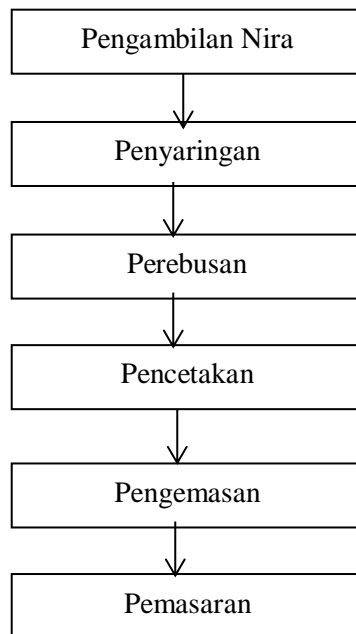 Pengambilan Nira
Penyaringan
Perebusan
Pencetakan
Pengemasan
Pemasaran